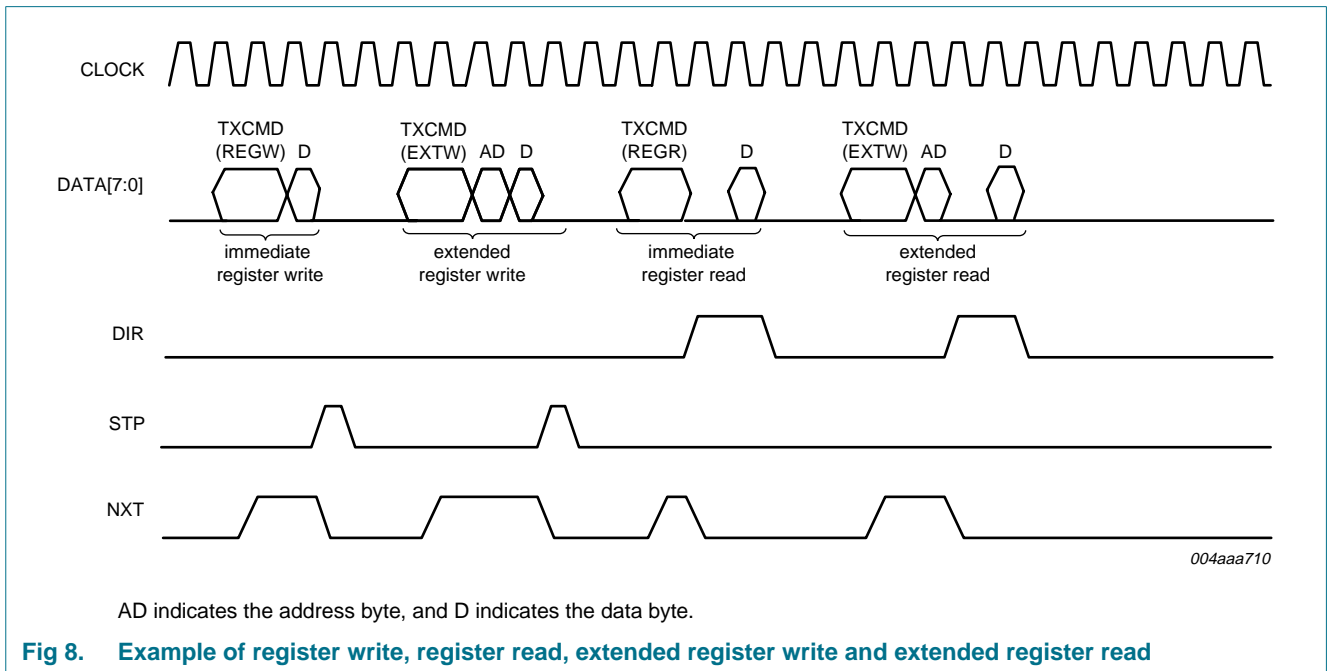 CLOCK
TXCMD TXCMD TXCMD TXCMD
(REGW) D (EXTW) AD D (REGR) D (EXTW) AD D
DATA[7:0]
immediate extended immediate extended
register write register write register read register read
DIR
STP
NXT
004aaa710
AD indicates the address byte, and D indicates the data byte.
Fig 8. Example of register write, register read, extended register write and extended register read